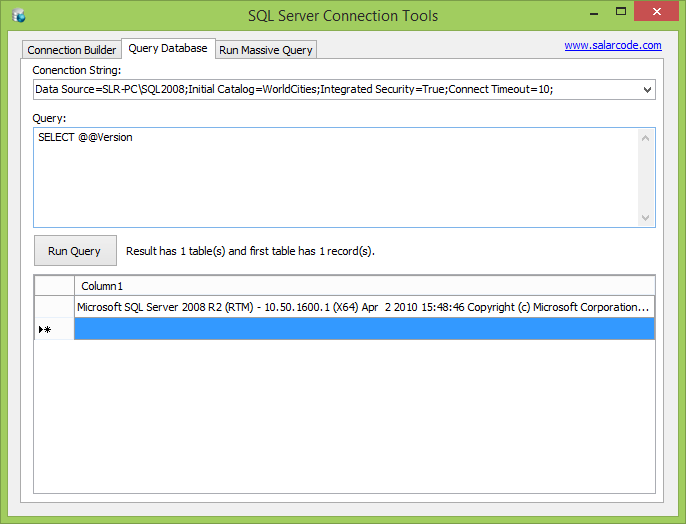 SQL Server Connection Tools
Connection Builder Query Database Run Massive Query www.salarcode.com
Conenction String:
Data Source=SLR-PC\SQL2008;Initial Catalog=WorldCities;Integrated Security=True;Connect Timeout=10;
Query:
SELECT @@Version
Run Query Result has 1 table(s) and first table has 1 record(s).
Column1
Microsoft SQL Server 2008 R2 (RTM) - 10.50.1600.1 (X64) Apr  2 2010 15:48:46 Copyright (c) Microsoft Corporation...